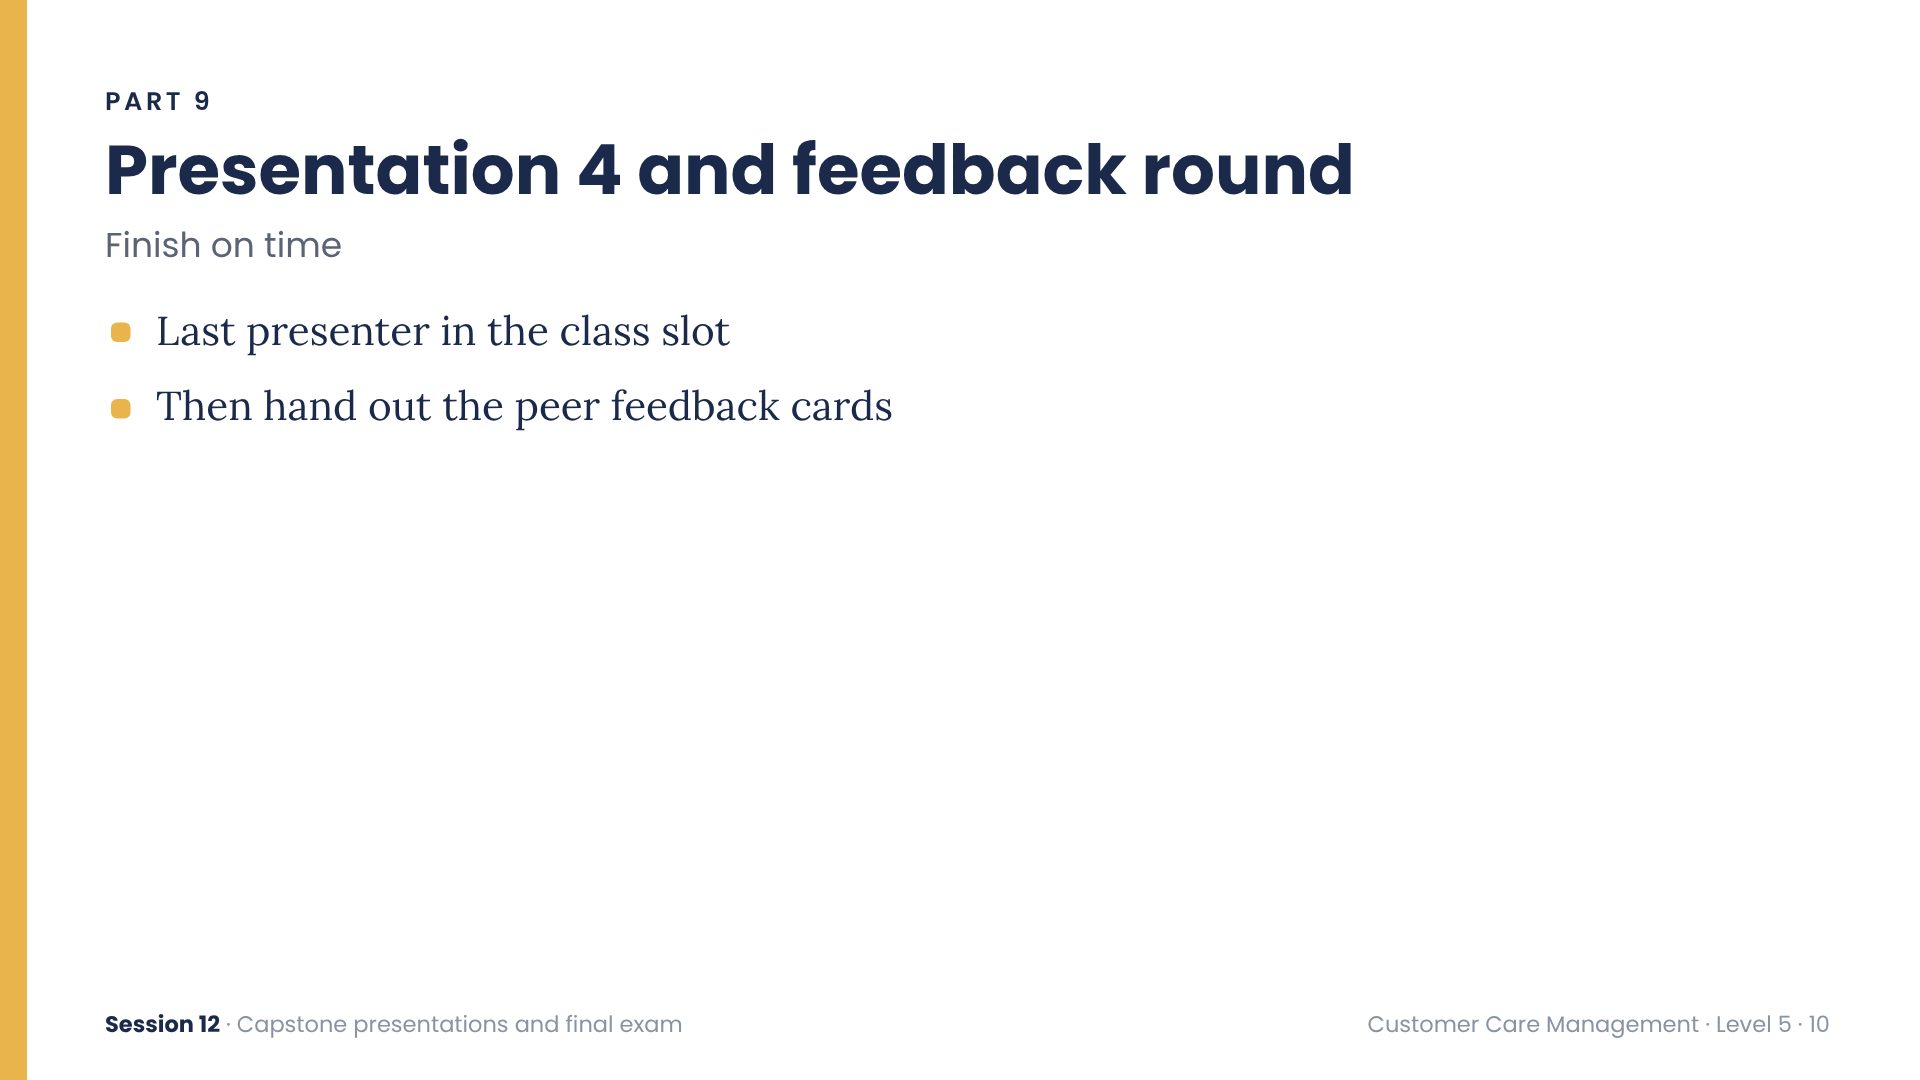 PART 9
Presentation 4 and feedback round
Finish on time
Last presenter in the class slot
Then hand out the peer feedback cards
Session 12 · Capstone presentations and final exam
Customer Care Management · Level 5 · 10